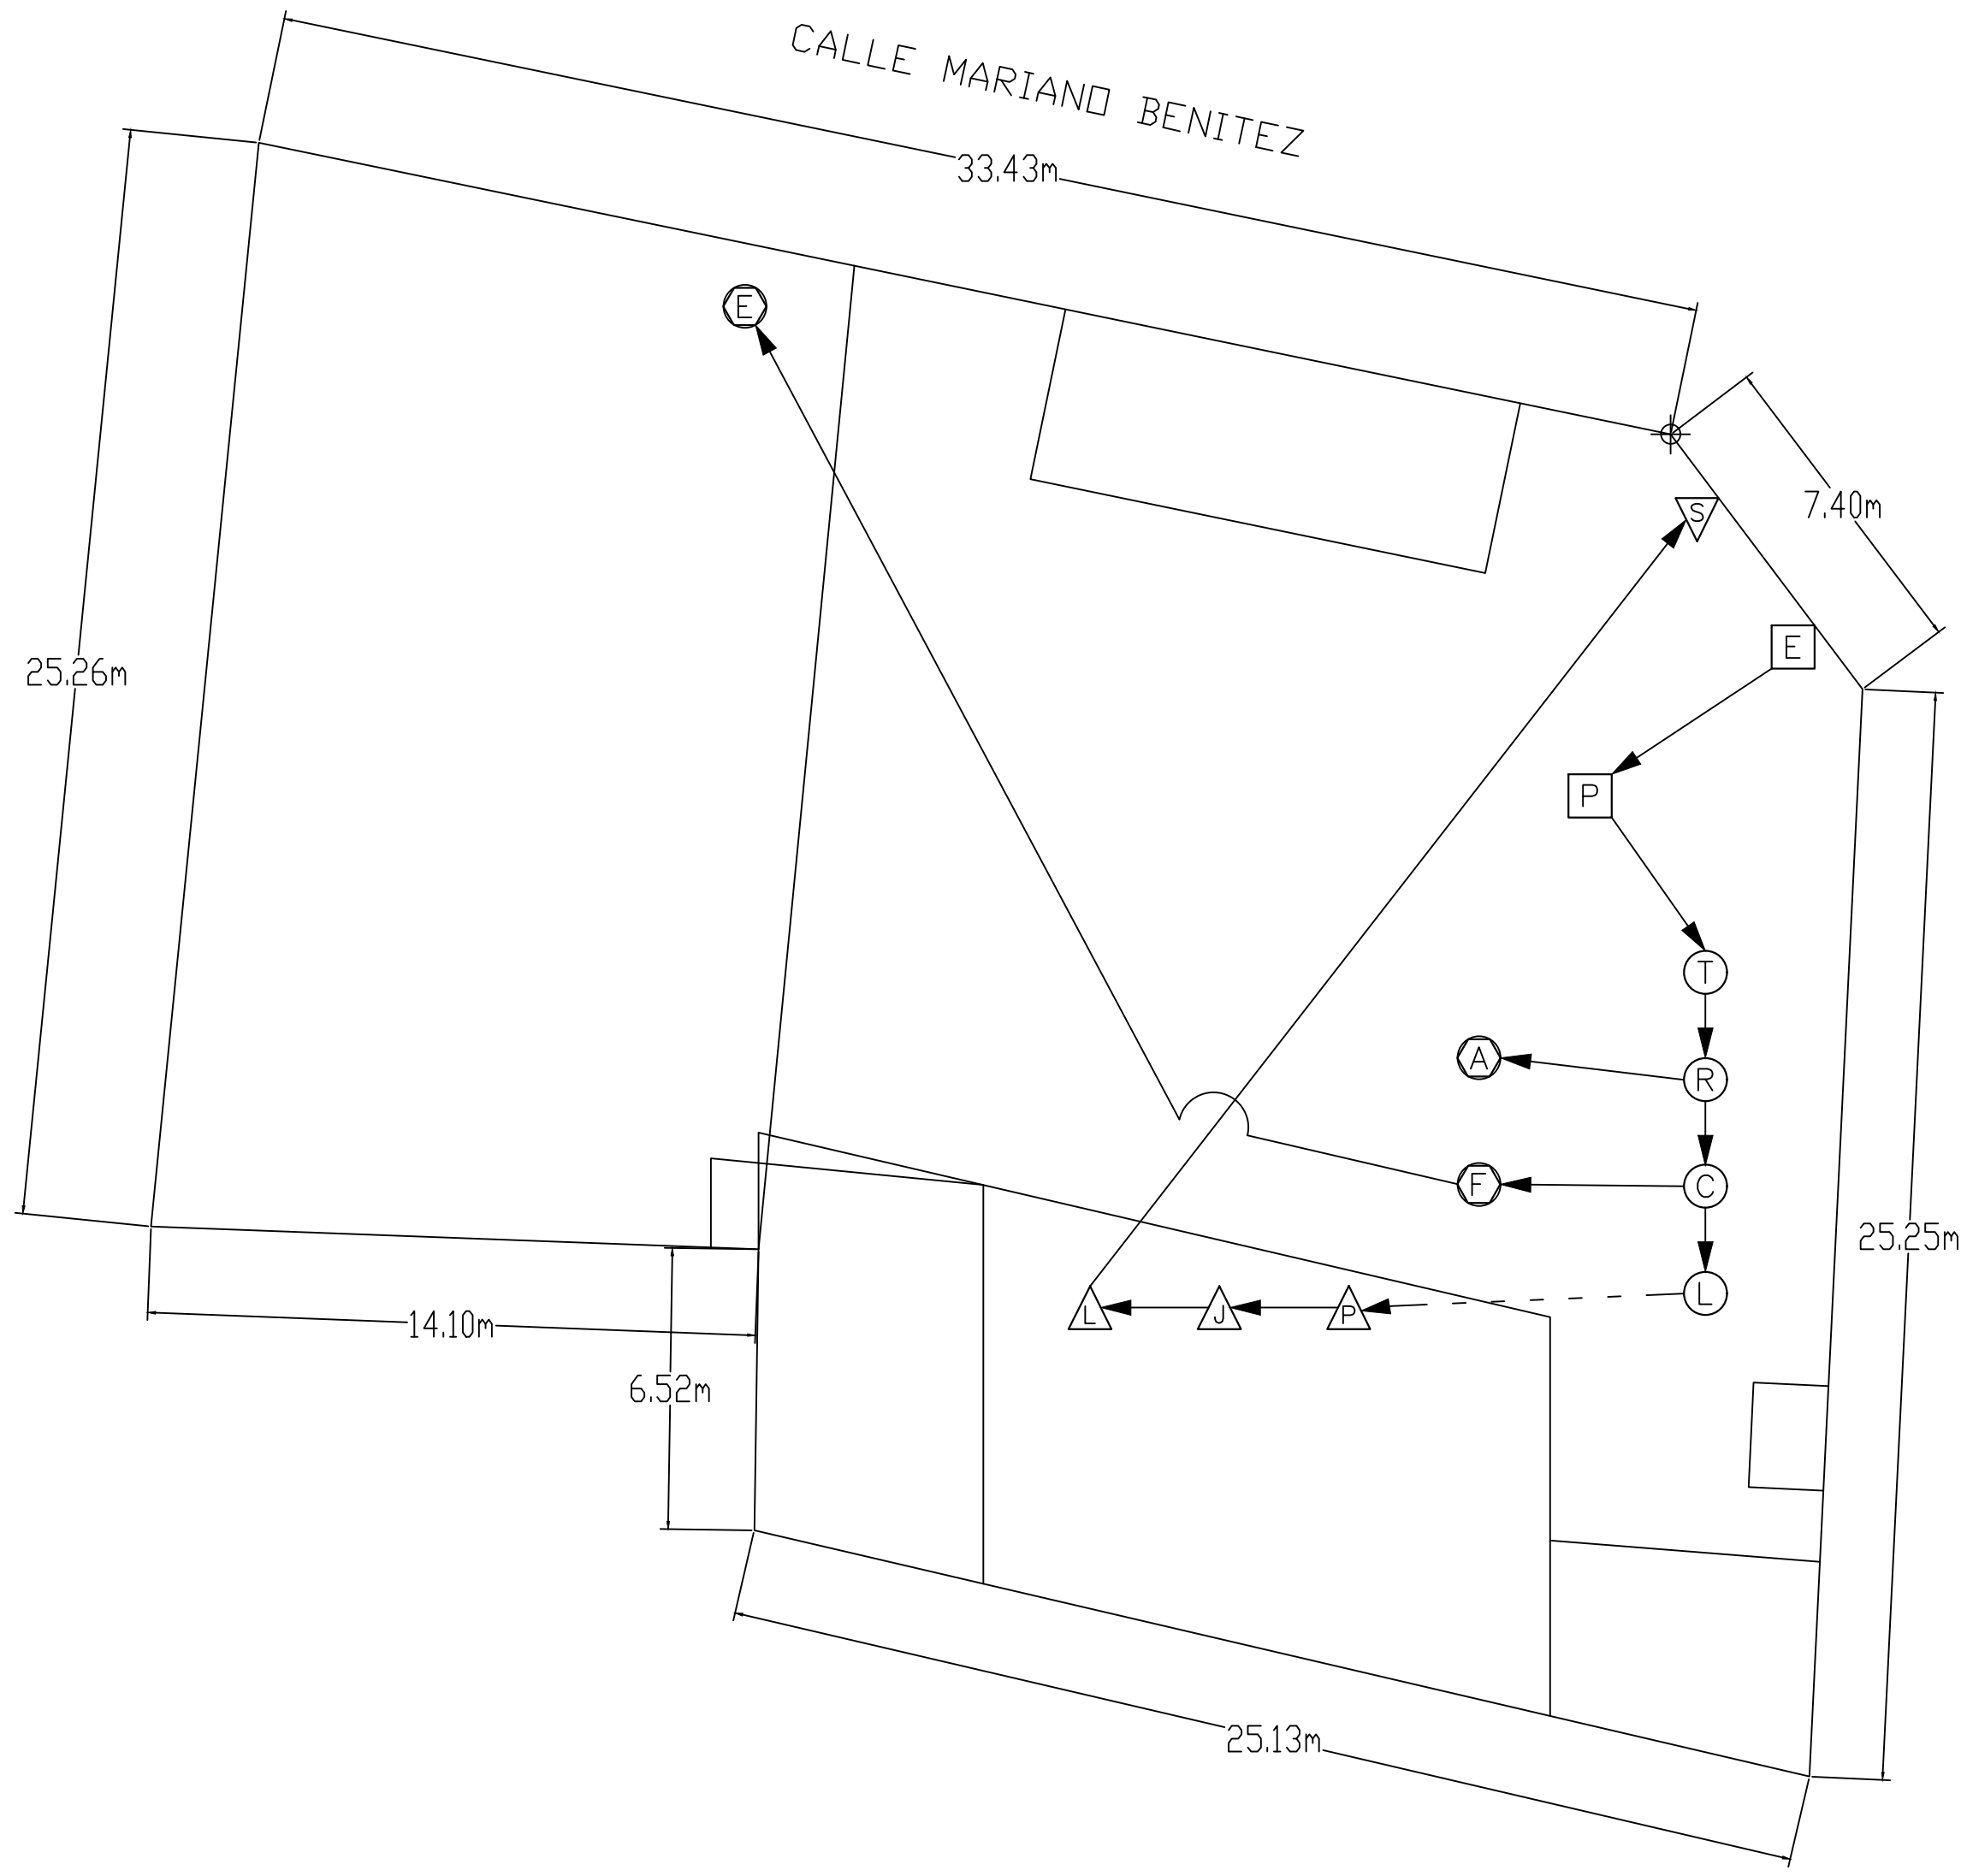 CALLE MARIANO BENITEZ
33.43m
E
7.40m
S
E
25.26m
P
T
A
R
F
C
25.25m
L
L
J
P
14.10m
6.52m
25.13m